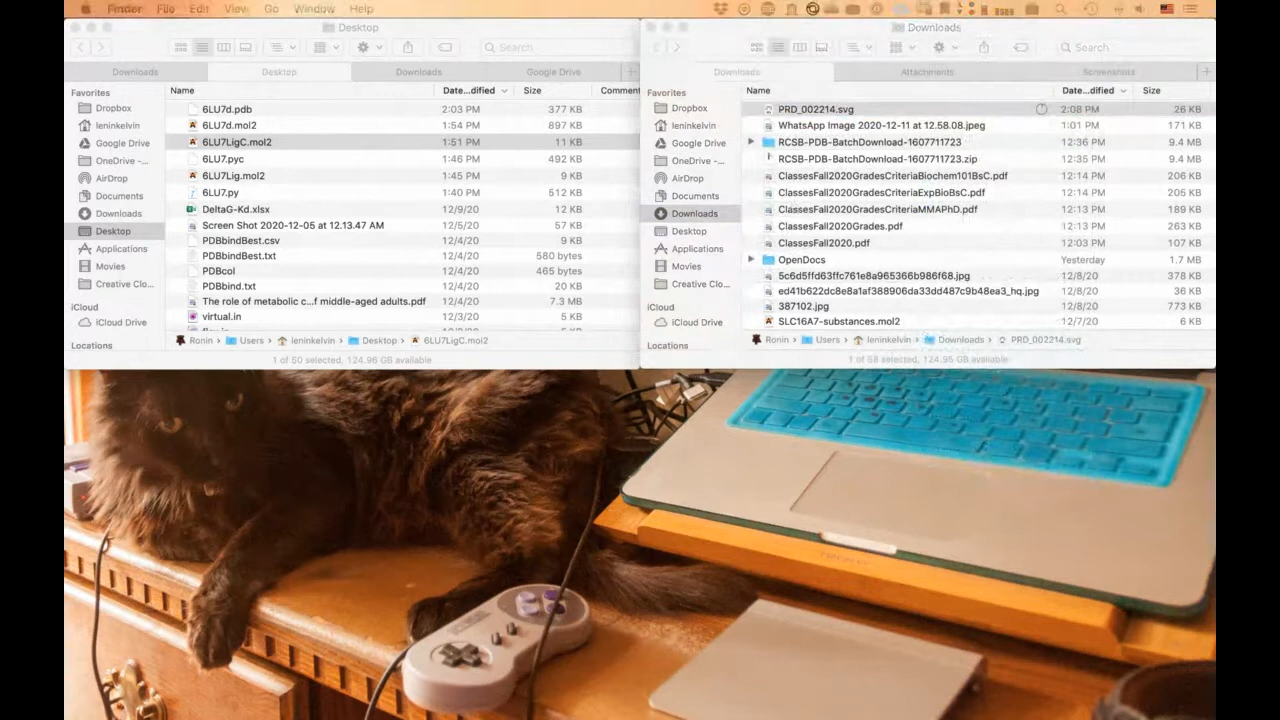 Finder File Edit View Go Window Help
Desktop
Search
Downloads Desktop Downloads Google Drive
Favorites
Dropbox
leninkelvin
Google Drive
OneDrive -...
AirDrop
Documents
Downloads
Desktop
Applications
Movies
Creative Clo...
iCloud
iCloud Drive
Locations
Name Date...dified Size Comment
6LU7d.pdb 2:03 PM 377 KB
6LU7d.mol2 1:54 PM 897 KB
6LU7LigC.mol2 1:51 PM 11 KB
6LU7.pyc 1:46 PM 492 KB
6LU7Lig.mol2 1:45 PM 9 KB
6LU7.py 1:40 PM 512 KB
DeltaG-Kd.xlsx 12/9/20 12 KB
Screen Shot 2020-12-05 at 12.13.47 AM 12/5/20 57 KB
PDBbindBest.csv 12/4/20 9 KB
PDBbindBest.txt 12/4/20 580 bytes
PDBcol 12/4/20 465 bytes
PDBbind.txt 12/4/20 20 KB
The role of metabolic c...f middle-aged adults.pdf 12/4/20 7.3 MB
virtual.in 12/3/20 5 KB
Ronin › Users › leninkelvin › Desktop › 6LU7LigC.mol2
1 of 50 selected, 124.96 GB available
Downloads
Search
Downloads Attachments Screenshots
Favorites
Dropbox
leninkelvin
Google Drive
OneDrive -...
AirDrop
Documents
Downloads
Desktop
Applications
Movies
Creative Clo...
iCloud
iCloud Drive
Locations
Name Date...dified Size
PRD_002214.svg 2:08 PM 26 KB
WhatsApp Image 2020-12-11 at 12.58.08.jpeg 1:01 PM 171 KB
RCSB-PDB-BatchDownload-1607711723 12:36 PM 9.4 MB
RCSB-PDB-BatchDownload-1607711723.zip 12:35 PM 9.4 MB
ClassesFall2020GradesCriteriaBiochem101BsC.pdf 12:14 PM 206 KB
ClassesFall2020GradesCriteriaExpBioBsC.pdf 12:14 PM 205 KB
ClassesFall2020GradesCriteriaMMAPhD.pdf 12:13 PM 189 KB
ClassesFall2020Grades.pdf 12:13 PM 263 KB
ClassesFall2020.pdf 12:03 PM 107 KB
OpenDocs Yesterday 1.7 MB
5c6d5ffd63ffc761e8a965366b986f68.jpg 12/8/20 378 KB
ed41b622dc8e8a1af388906da33dd487c9b48ea3_hq.jpg 12/8/20 36 KB
387102.jpg 12/8/20 773 KB
SLC16A7-substances.mol2 12/7/20 6 KB
Ronin › Users › leninkelvin › Downloads › PRD_002214.svg
1 of 58 selected, 124.95 GB available